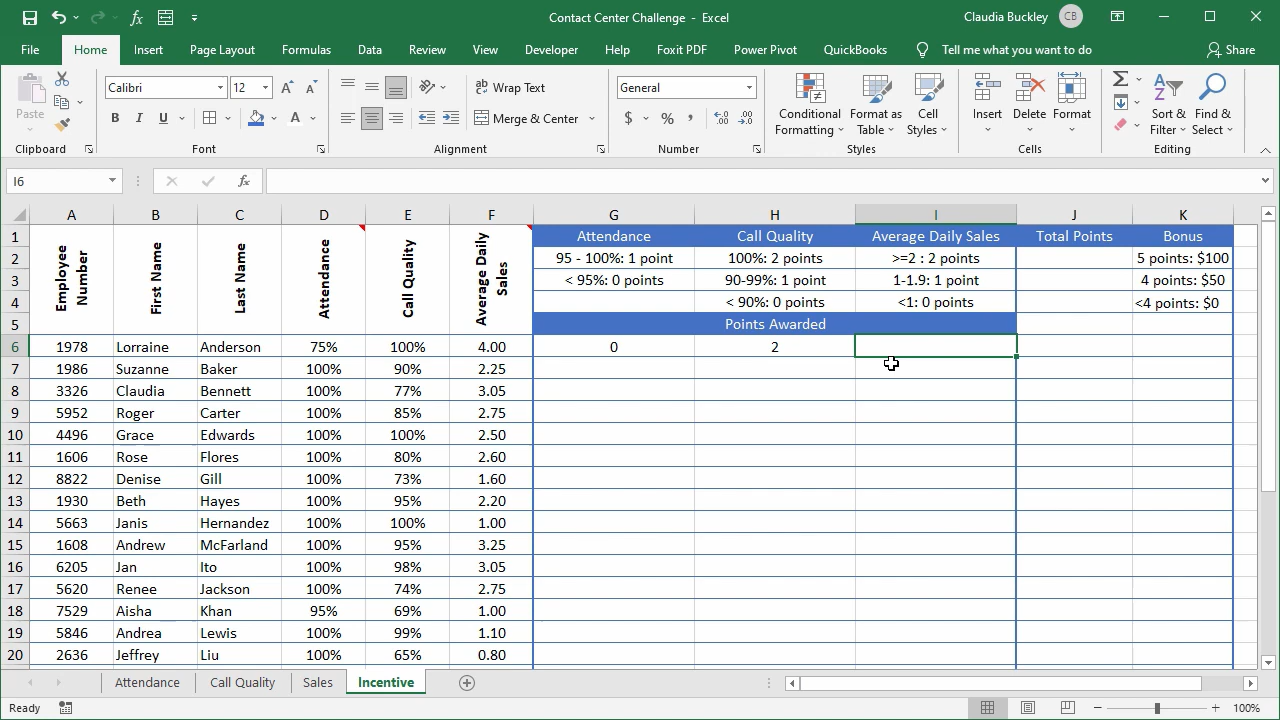 Contact Center Challenge - Excel
Claudia Buckley CB
File Home Insert Page Layout Formulas Data Review View Developer Help Foxit PDF Power Pivot QuickBooks Tell me what you want to do Share
Paste
Calibri 12
Wrap Text
Merge & Center
General
Conditional Formatting
Format as Table
Cell Styles
Insert Delete Format
Sort & Filter
Find & Select
Clipboard Font Alignment Number Styles Cells Editing
I6
A B C D E F G H I J K
1 Employee Number First Name Last Name Attendance Call Quality Average Daily Sales Attendance Call Quality Average Daily Sales Total Points Bonus
2 95 - 100%: 1 point 100%: 2 points >=2 : 2 points 5 points: $100
3 < 95%: 0 points 90-99%: 1 point 1-1.9: 1 point 4 points: $50
4 < 90%: 0 points <1: 0 points <4 points: $0
5 Points Awarded
6 1978 Lorraine Anderson 75% 100% 4.00 0 2
7 1986 Suzanne Baker 100% 90% 2.25
8 3326 Claudia Bennett 100% 77% 3.05
9 5952 Roger Carter 100% 85% 2.75
10 4496 Grace Edwards 100% 100% 2.50
11 1606 Rose Flores 100% 80% 2.60
12 8822 Denise Gill 100% 73% 1.60
13 1930 Beth Hayes 100% 95% 2.20
14 5663 Janis Hernandez 100% 100% 1.00
15 1608 Andrew McFarland 100% 95% 3.25
16 6205 Jan Ito 100% 98% 3.05
17 5620 Renee Jackson 100% 74% 2.75
18 7529 Aisha Khan 95% 69% 1.00
19 5846 Andrea Lewis 100% 99% 1.10
20 2636 Jeffrey Liu 100% 65% 0.80
Attendance Call Quality Sales Incentive
Ready 100%